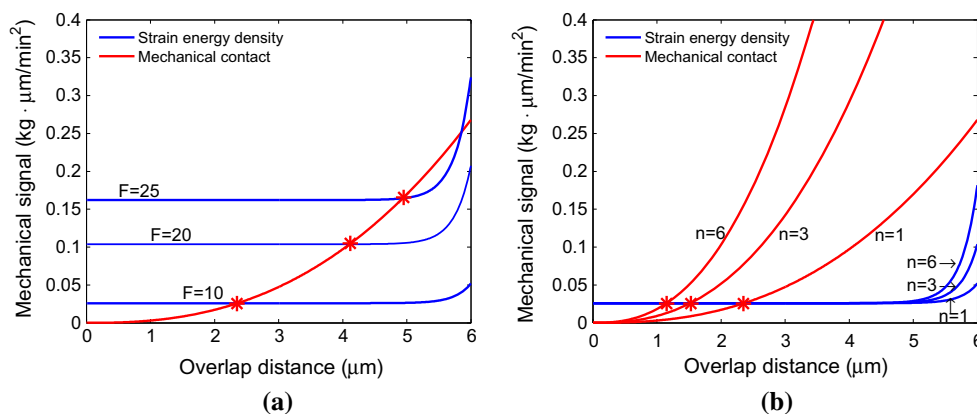 Mechanical signal (kg · μm/min²)
0.4
0.35
0.3
0.25
0.2
0.15
0.1
0.05
0
Strain energy density
Mechanical contact
F=25
F=20
F=10
0 1 2 3 4 5 6
Overlap distance (μm)
(a)
Mechanical signal (kg · μm/min²)
0.4
0.35
0.3
0.25
0.2
0.15
0.1
0.05
0
Strain energy density
Mechanical contact
n=6
n=3
n=1
n=6→
n=3→
n=1
0 1 2 3 4 5 6
Overlap distance (μm)
(b)